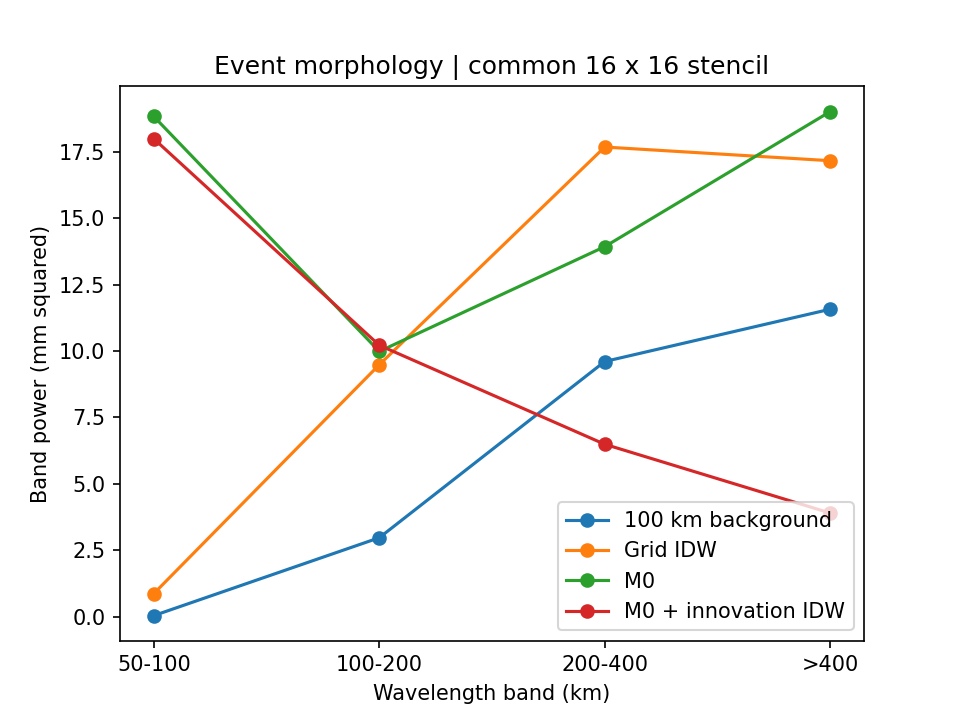 Event morphology | common 16 x 16 stencil
Band power (mm squared)
17.5
15.0
12.5
10.0
7.5
5.0
2.5
0.0
100 km background
Grid IDW
M0
M0 + innovation IDW
50-100
100-200
200-400
>400
Wavelength band (km)